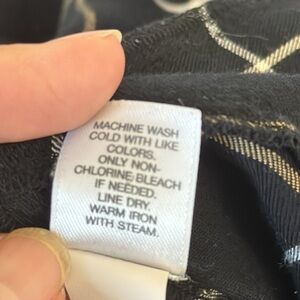 MACHINE WASH
COLD WITH LIKE
COLORS.
ONLY NON-
CHLORINE BLEACH
IF NEEDED.
LINE DRY.
WARM IRON
WITH STEAM.